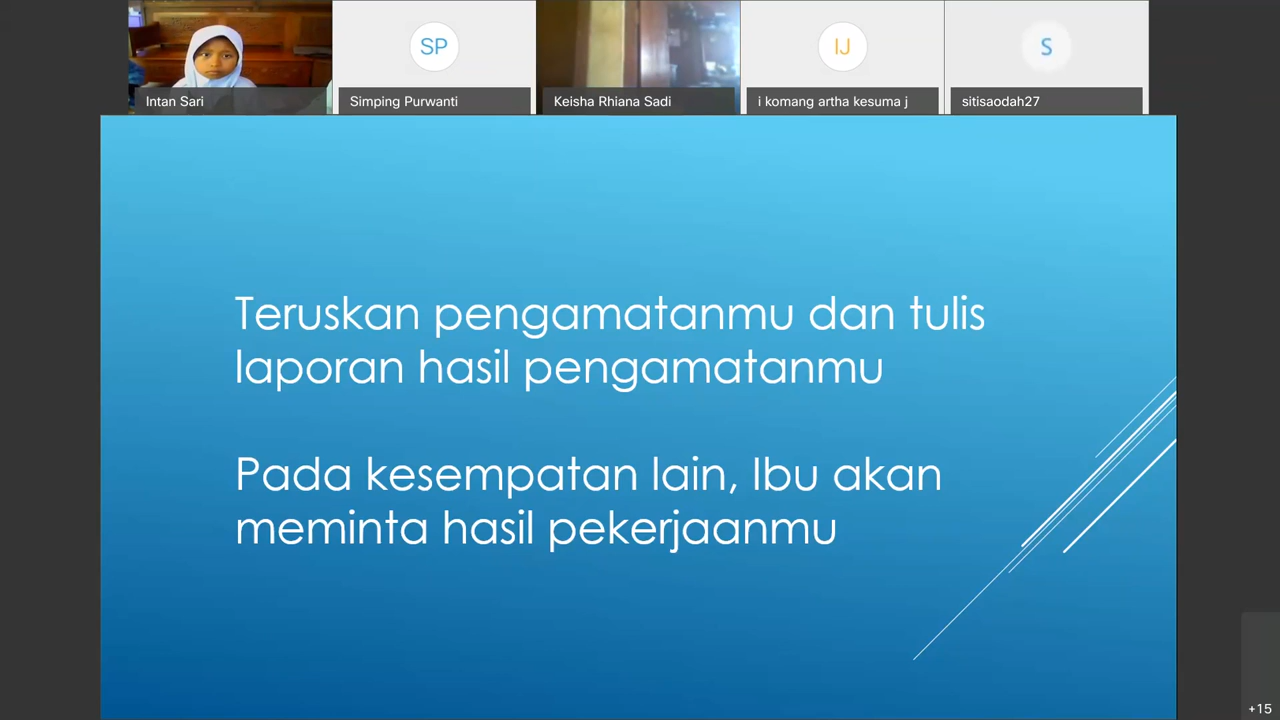 SP
IJ
S
Intan Sari
Simping Purwanti
Keisha Rhiana Sadi
i komang artha kesuma j
sitisaodah27
Teruskan pengamatanmu dan tulis
laporan hasil pengamatanmu
Pada kesempatan lain, Ibu akan
meminta hasil pekerjaanmu
+15